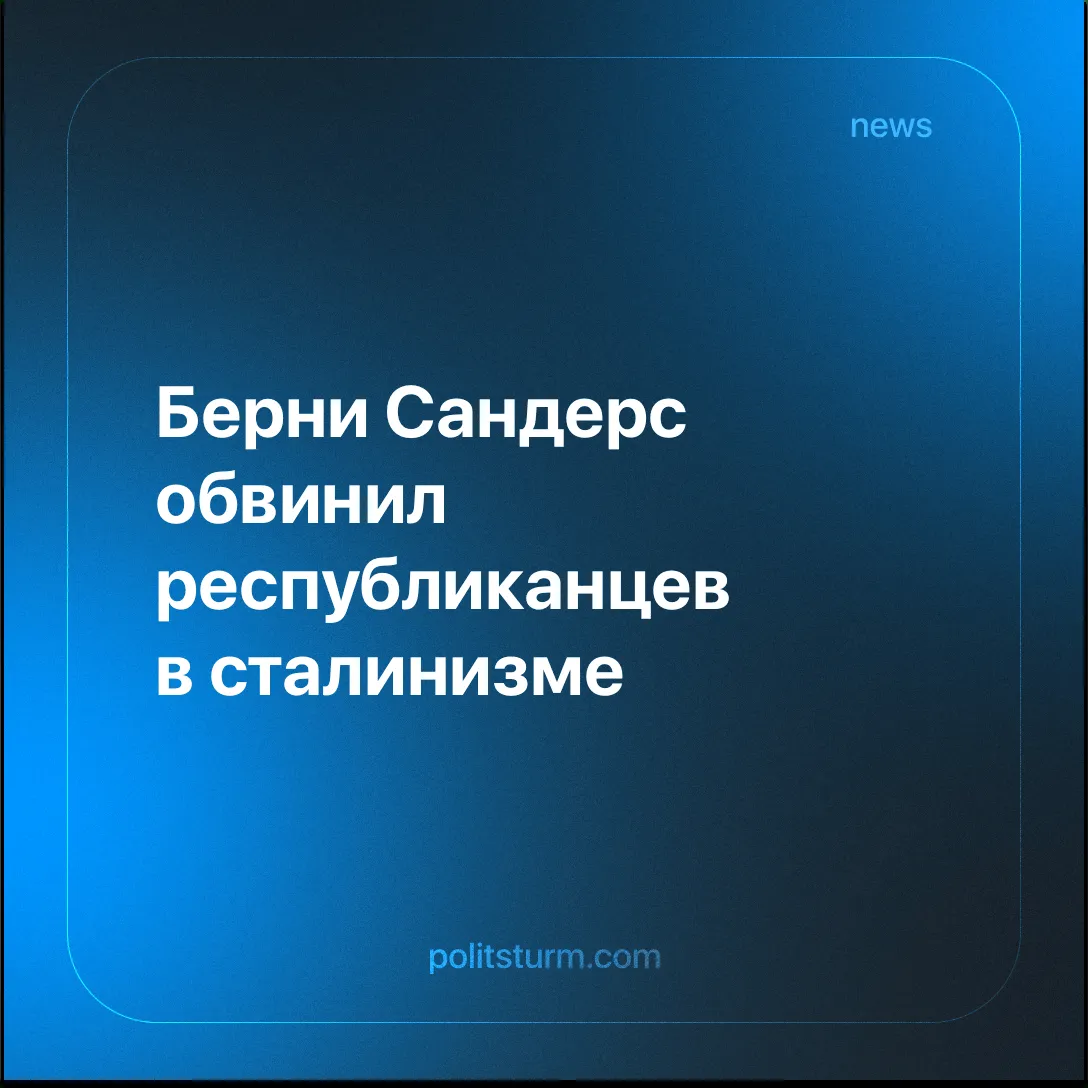 news
Берни Сандерс
обвинил
республиканцев
в сталинизме
politsturm.com